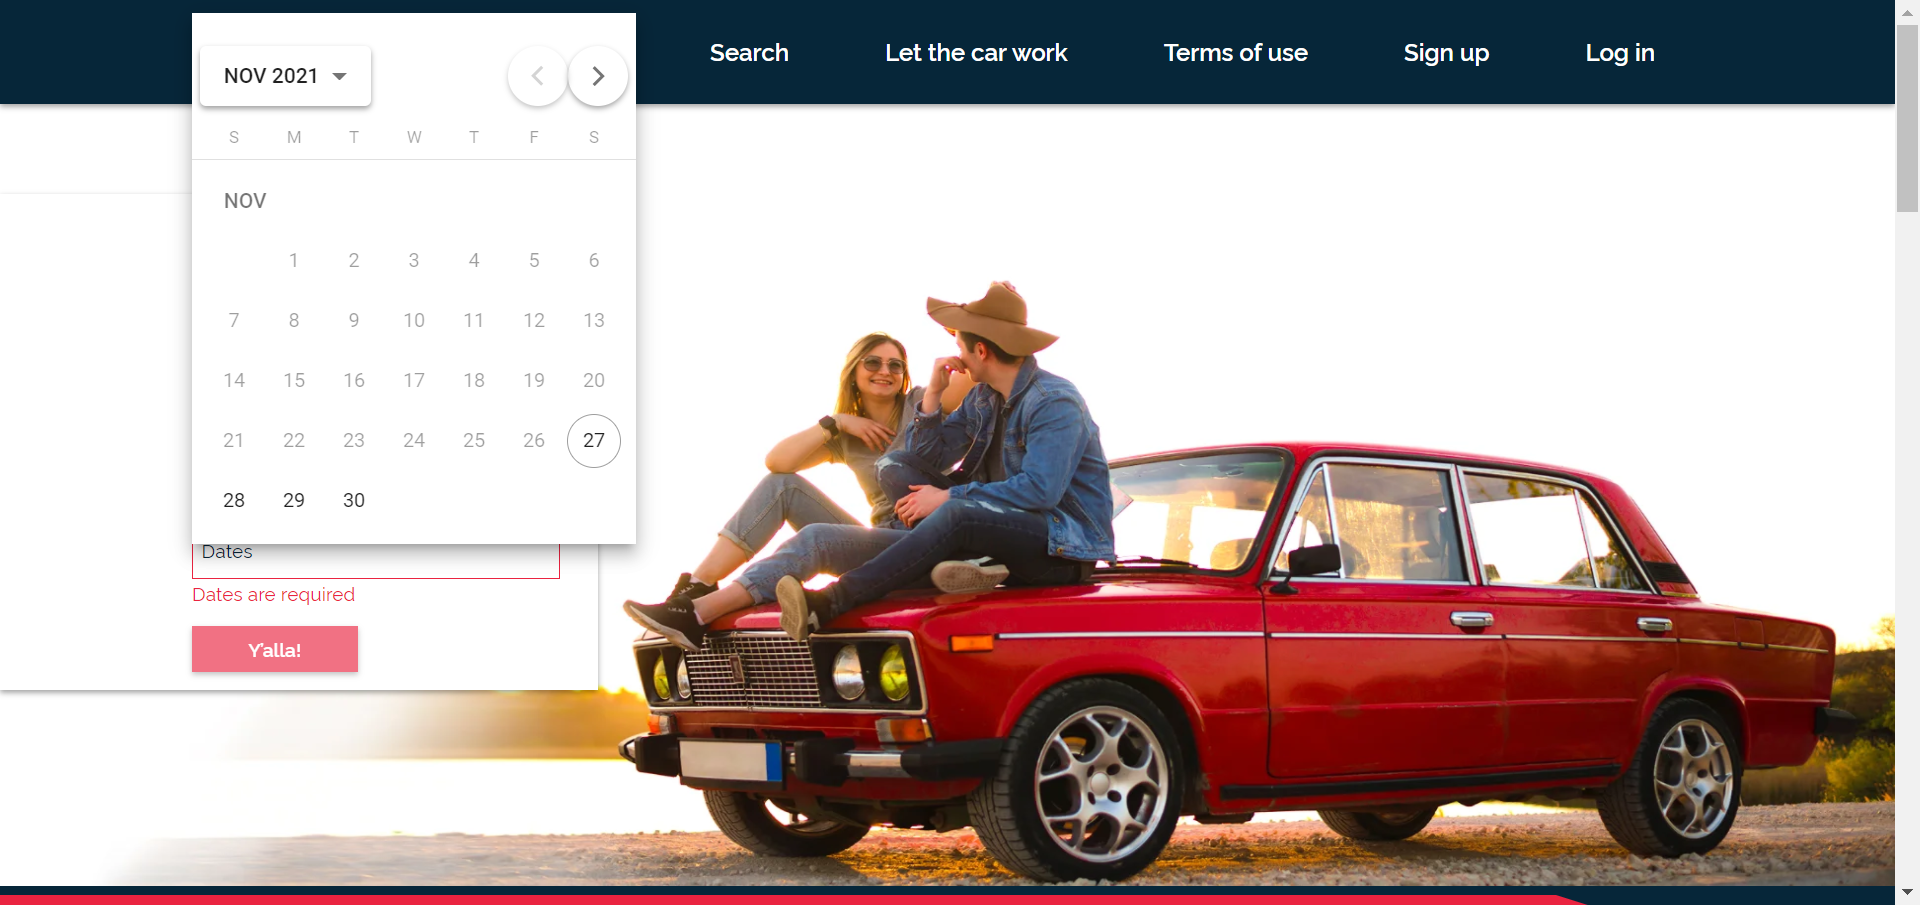 Search Let the car work Terms of use Sign up Log in
NOV 2021
S M T W T F S
NOV
1 2 3 4 5 6
7 8 9 10 11 12 13
14 15 16 17 18 19 20
21 22 23 24 25 26 27
28 29 30
Dates
Dates are required
Y'alla!